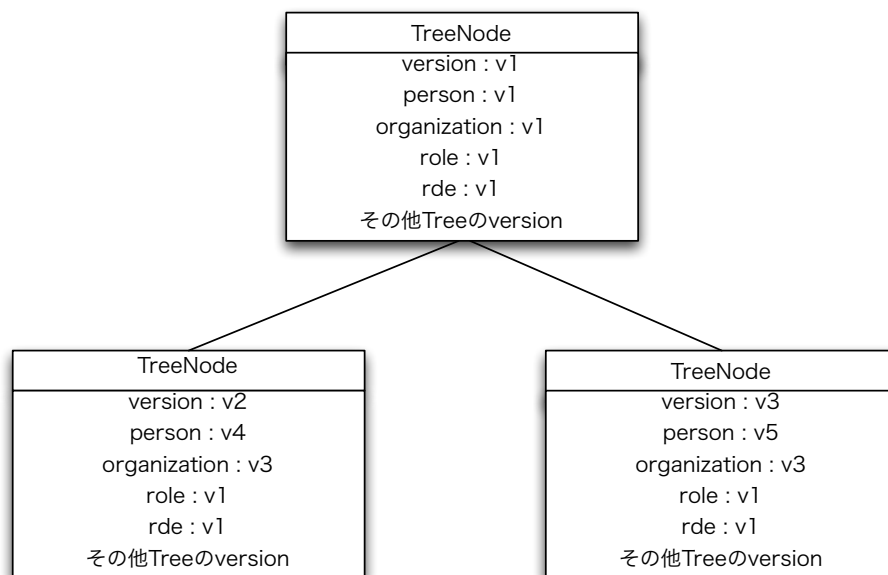 TreeNode
version : v1
person : v1
organization : v1
role : v1
rde : v1
その他Treeのversion
TreeNode
version : v2
person : v4
organization : v3
role : v1
rde : v1
その他Treeのversion
TreeNode
version : v3
person : v5
organization : v3
role : v1
rde : v1
その他Treeのversion